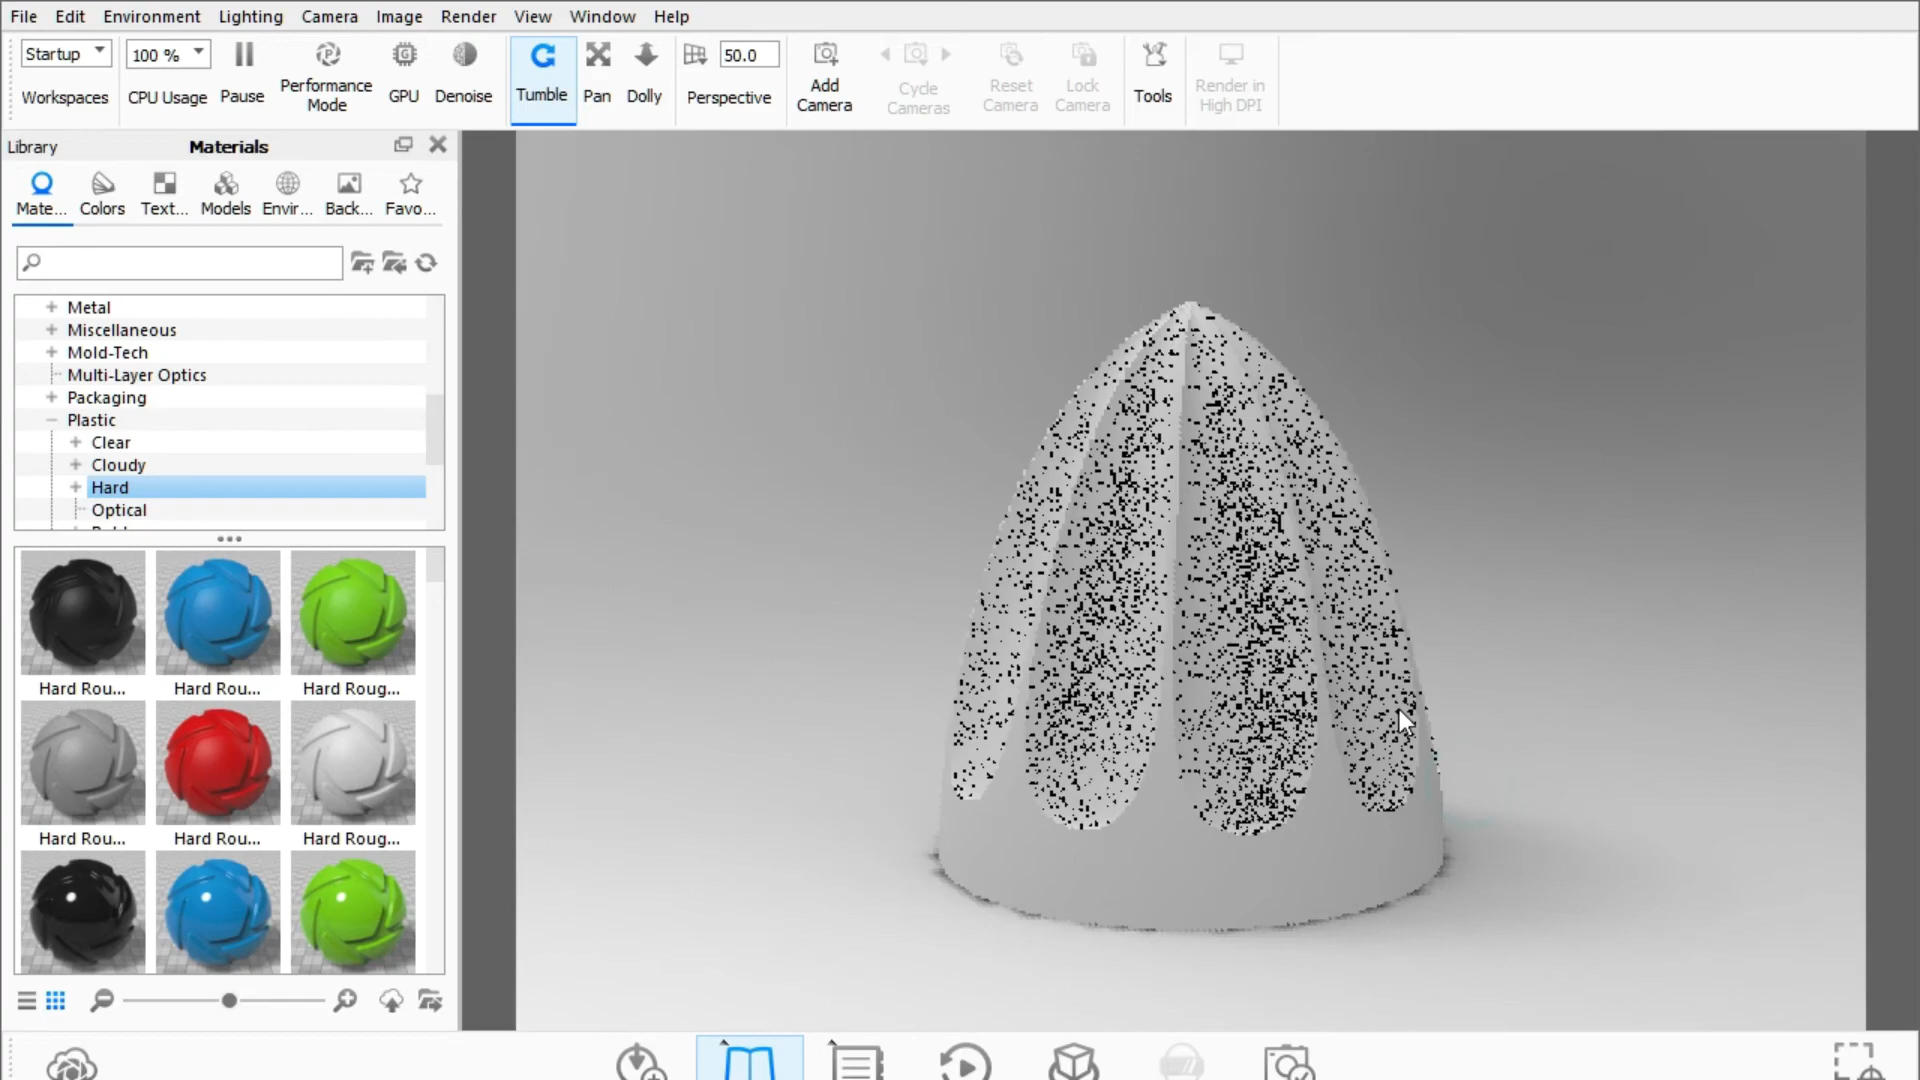 File Edit Environment Lighting Camera Image Render View Window Help
Startup 100 % 50.0
Workspaces CPU Usage Pause Performance Mode GPU Denoise Tumble Pan Dolly Perspective Add Camera Cycle Cameras Reset Camera Lock Camera Tools Render in High DPI
Library Materials
Mate... Colors Text... Models Envir... Back... Favo...
Metal
Miscellaneous
Mold-Tech
Multi-Layer Optics
Packaging
Plastic
Clear
Cloudy
Hard
Optical
Hard Rou... Hard Rou... Hard Roug...
Hard Rou... Hard Rou... Hard Roug...